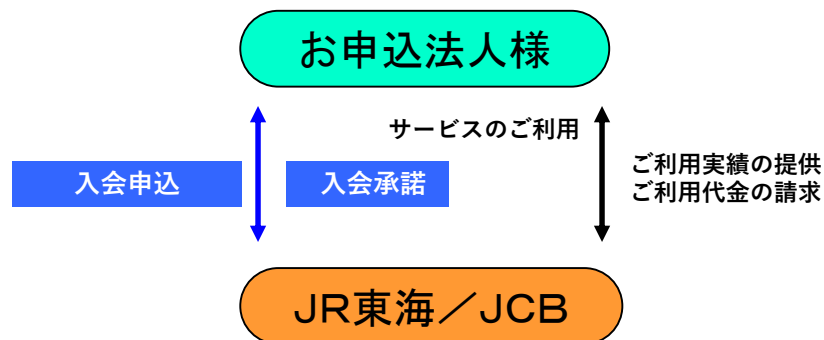 お申込法人様
サービスのご利用
ご利用実績の提供
ご利用代金の請求
入会申込
入会承諾
JR東海／JCB